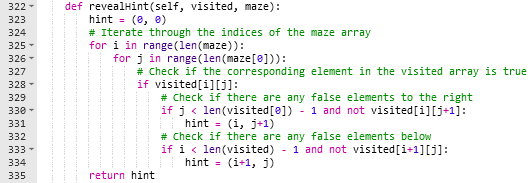 322 def revealHint(self, visited, maze):
323 hint = (0, 0)
324 # Iterate through the indices of the maze array
325 for i in range(len(maze)):
326 for j in range(len(maze[0])):
327 # Check if the corresponding element in the visited array is true
328 if visited[i][j]:
329 # Check if there are any false elements to the right
330 if j < len(visited[0]) - 1 and not visited[i][j+1]:
331 hint = (i, j+1)
332 # Check if there are any false elements below
333 if i < len(visited) - 1 and not visited[i+1][j]:
334 hint = (i+1, j)
335 return hint